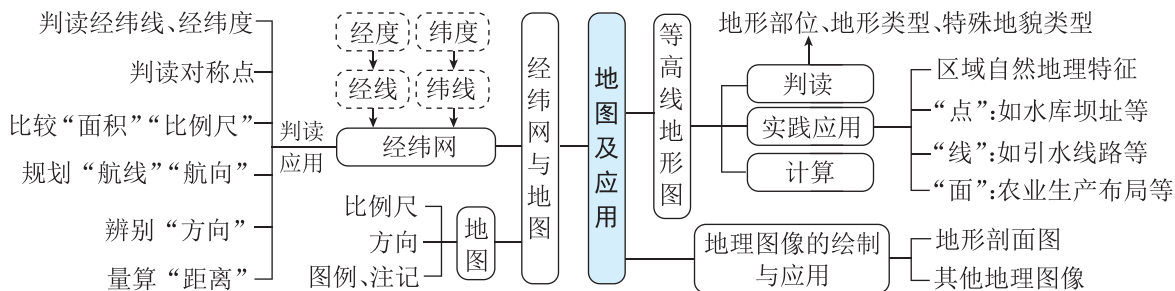 判读经纬线、经纬度
判读对称点
比较“面积”“比例尺”
规划“航线”“航向”
辨别“方向”
量算“距离”
判读
应用
经度
纬度
经线
纬线
经纬网
比例尺
方向
图例、注记
地图
经纬网与地图
地图及应用
等高线地形图
地形部位、地形类型、特殊地貌类型
判读
实践应用
计算
区域自然地理特征
“点”:如水库坝址等
“线”:如引水线路等
“面”:农业生产布局等
地理图像的绘制
与应用
地形剖面图
其他地理图像